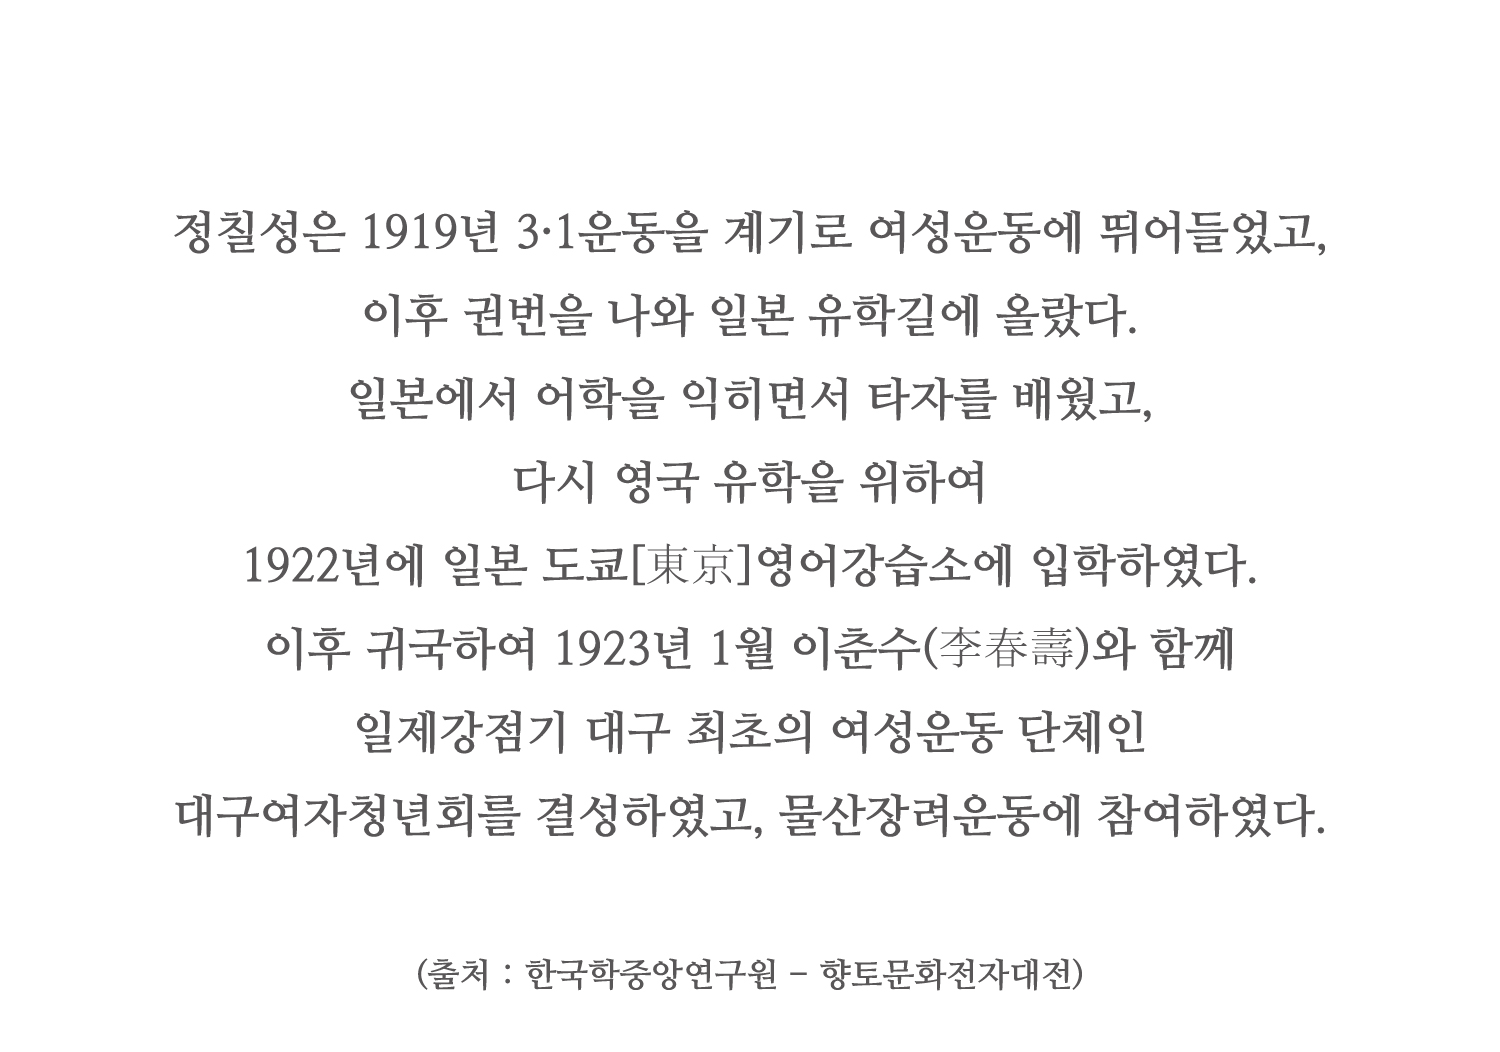 정칠성은 1919년 3·1운동을 계기로 여성운동에 뛰어들었고,
이후 권번을 나와 일본 유학길에 올랐다.
일본에서 어학을 익히면서 타자를 배웠고,
다시 영국 유학을 위하여
1922년에 일본 도쿄[東京]영어강습소에 입학하였다.
이후 귀국하여 1923년 1월 이춘수(李春壽)와 함께
일제강점기 대구 최초의 여성운동 단체인
대구여자청년회를 결성하였고, 물산장려운동에 참여하였다.
(출처 : 한국학중앙연구원 – 향토문화전자대전)